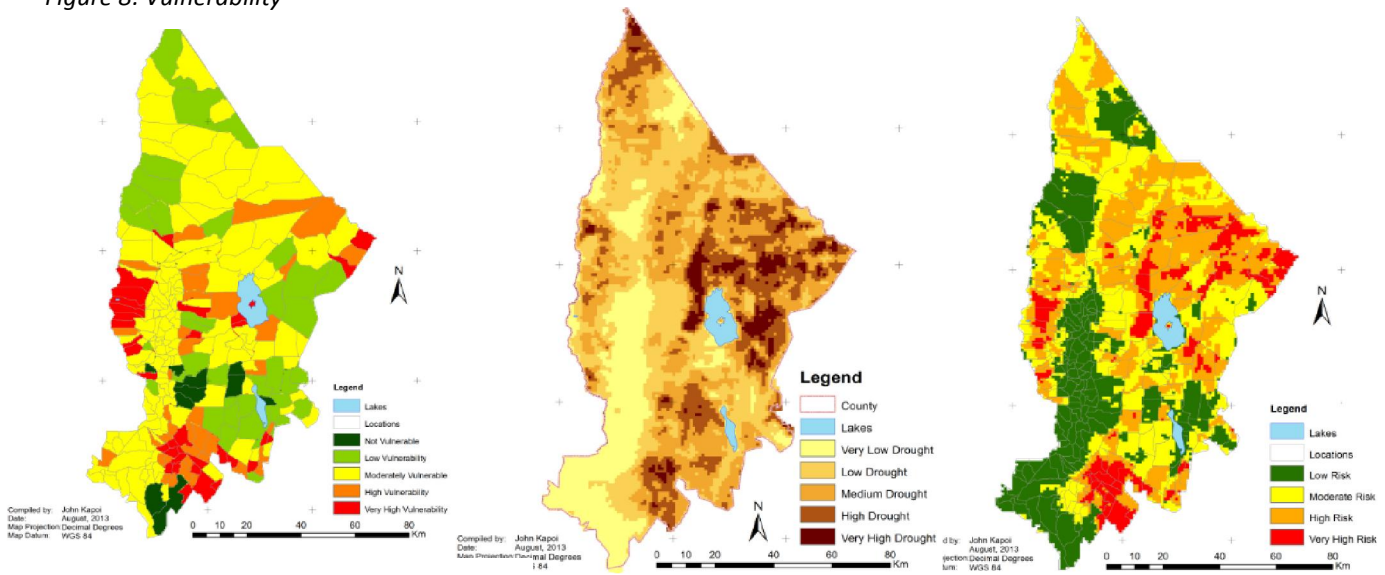 Figure 8: Vulnerability
N
Legend
Lakes
Locations
Not Vulnerable
Low Vulnerability
Moderately Vulnerable
High Vulnerability
Very High Vulnerability
Compiled by: John Kapoi
Date: August, 2013
Map Projection: Decimal Degrees
Map Datum: WGS 84
0 10 20 40 60 80
Km
Legend
County
Lakes
Very Low Drought
Low Drought
Medium Drought
High Drought
Very High Drought
N
Compiled by: John Kapoi
Date: August, 2013
Map Projection Decimal Degrees
84
0 10 20 40 60 80
Km
N
Legend
Lakes
Locations
Low Risk
Moderate Risk
High Risk
Very High Risk
d by: John Kapoi
August, 2013
jection: Decimal Degrees
tum: WGS 84
0 10 20 40 60 80
Km